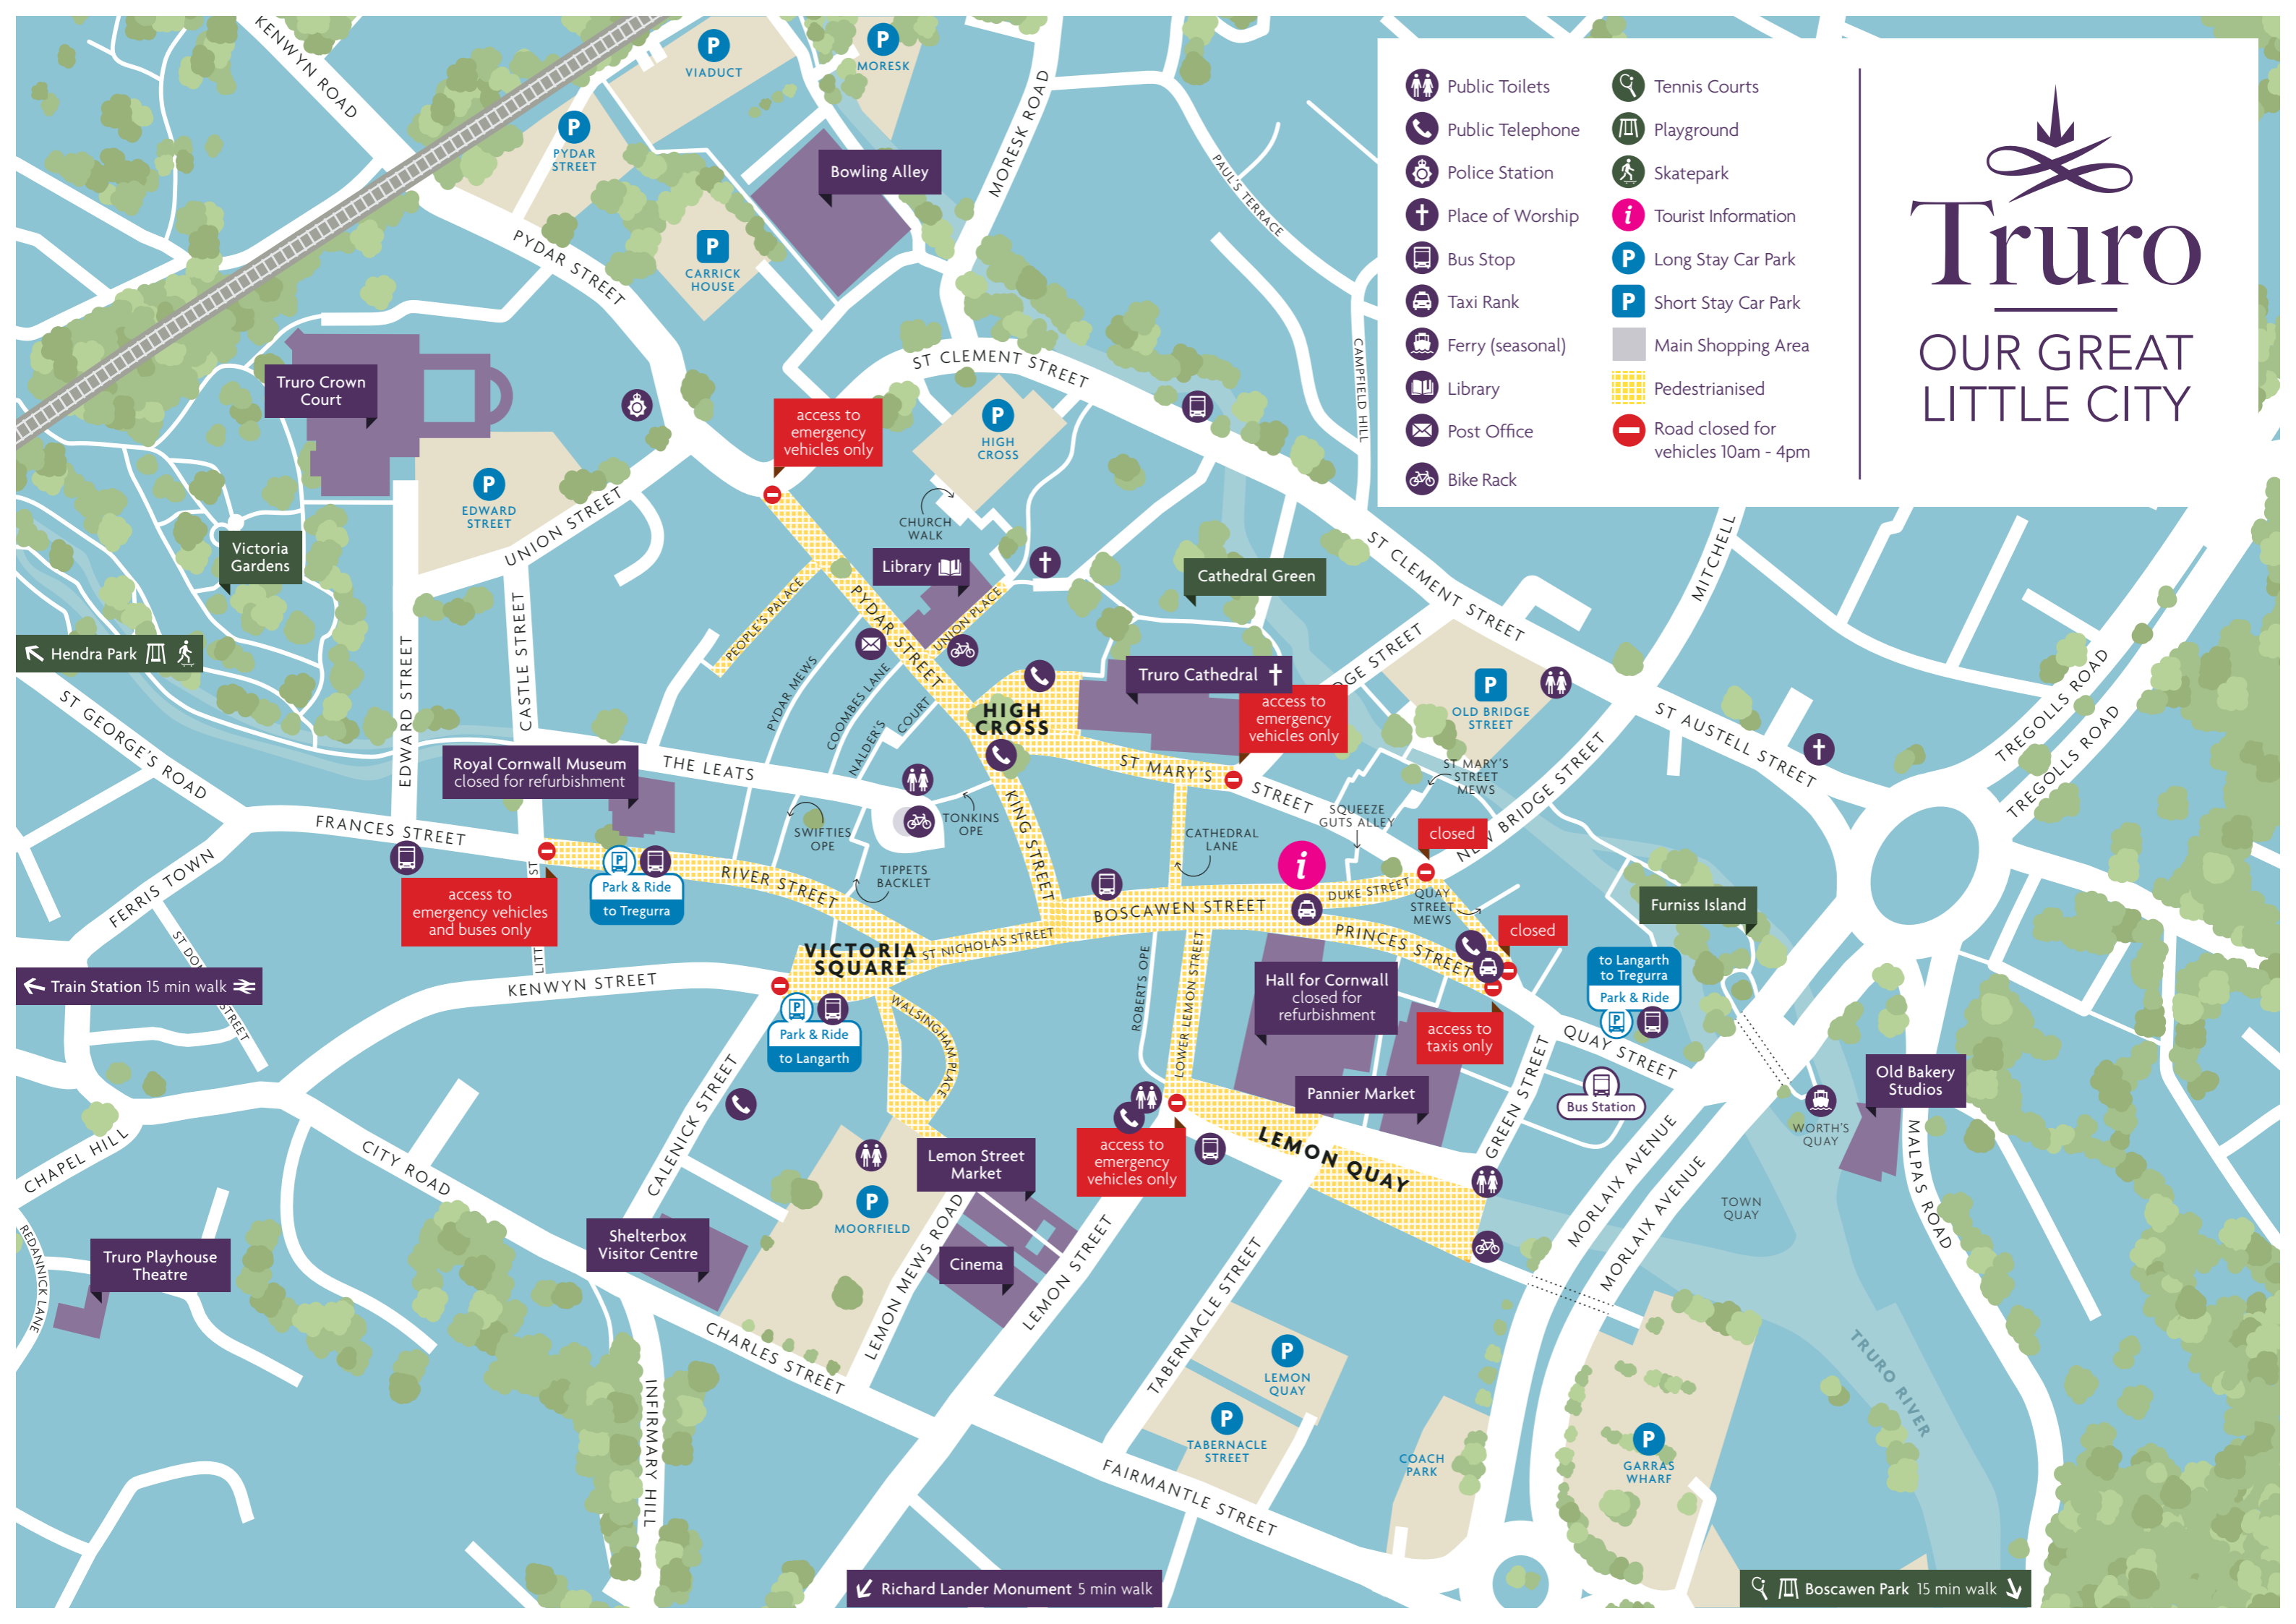 KENWYN ROAD
P
VIADUCT
P
MORESK
P
PYDAR
STREET
Bowling Alley
MORESK ROAD
PAUL'S TERRACE
P
CARRICK
HOUSE
PYDAR STREET
Public Toilets
Public Telephone
Police Station
Place of Worship
Bus Stop
Taxi Rank
Ferry (seasonal)
Library
Post Office
Bike Rack
Tennis Courts
Playground
Skatepark
i Tourist Information
P Long Stay Car Park
P Short Stay Car Park
Main Shopping Area
Pedestrianised
Road closed for
vehicles 10am - 4pm
Truro
OUR GREAT
LITTLE CITY
Truro Crown
Court
ST CLEMENT STREET
CAMPFIELD HILL
access to
emergency
vehicles only
P
HIGH
CROSS
P
EDWARD
STREET
UNION STREET
CHURCH
WALK
Victoria
Gardens
Library
Cathedral Green
ST CLEMENT STREET
MITCHELL
PEOPLE'S PALACE
PYDAR STREET
UNION PLACE
Hendra Park
EDWARD STREET
CASTLE STREET
PYDAR MEWS
COOMBES LANE
NALDER'S
COURT
HIGH
CROSS
Truro Cathedral
access to
emergency
vehicles only
DGE STREET
P
OLD BRIDGE
STREET
ST AUSTELL STREET
TREGOLLS ROAD
TREGOLLS ROAD
ST GEORGE'S ROAD
Royal Cornwall Museum
closed for refurbishment
THE LEATS
ST MARY'S
STREET
ST MARY'S
STREET
MEWS
NEW BRIDGE STREET
SQUEEZE
GUTS ALLEY
FRANCES STREET
SWIFTIES
OPE
TONKINS
OPE
KING STREET
CATHEDRAL
LANE
closed
FERRIS TOWN
access to
emergency vehicles
and buses only
P
Park & Ride
to Tregurra
RIVER STREET
TIPPETS
BACKLET
i
BOSCAWEN STREET
DUKE STREET
QUAY
STREET
MEWS
Furniss Island
ST DO
STREET
LITT
ST
VICTORIA
SQUARE
ST NICHOLAS STREET
PRINCES STREET
closed
Train Station 15 min walk
KENWYN STREET
P
Park & Ride
to Langarth
WALSINGHAM PLACE
ROBERTS OPE
LOWER LEMON STREET
Hall for Cornwall
closed for
refurbishment
access to
taxis only
to Langarth
to Tregurra
Park & Ride
P
QUAY STREET
Bus Station
Pannier Market
GREEN STREET
Old Bakery
Studios
WORTH'S
QUAY
CHAPEL HILL
CITY ROAD
CALENICK STREET
P
MOORFIELD
Lemon Street
Market
access to
emergency
vehicles only
LEMON QUAY
MORLAIX AVENUE
MORLAIX AVENUE
TOWN
QUAY
MALPAS ROAD
REDANNICK LANE
Truro Playhouse
Theatre
Shelterbox
Visitor Centre
Cinema
LEMON MEWS ROAD
LEMON STREET
TABERNACLE STREET
CHARLES STREET
P
LEMON
QUAY
P
TABERNACLE
STREET
TRURO RIVER
INFIRMARY HILL
FAIRMANTLE STREET
COACH
PARK
P
GARRAS
WHARF
Richard Lander Monument 5 min walk
Boscawen Park 15 min walk